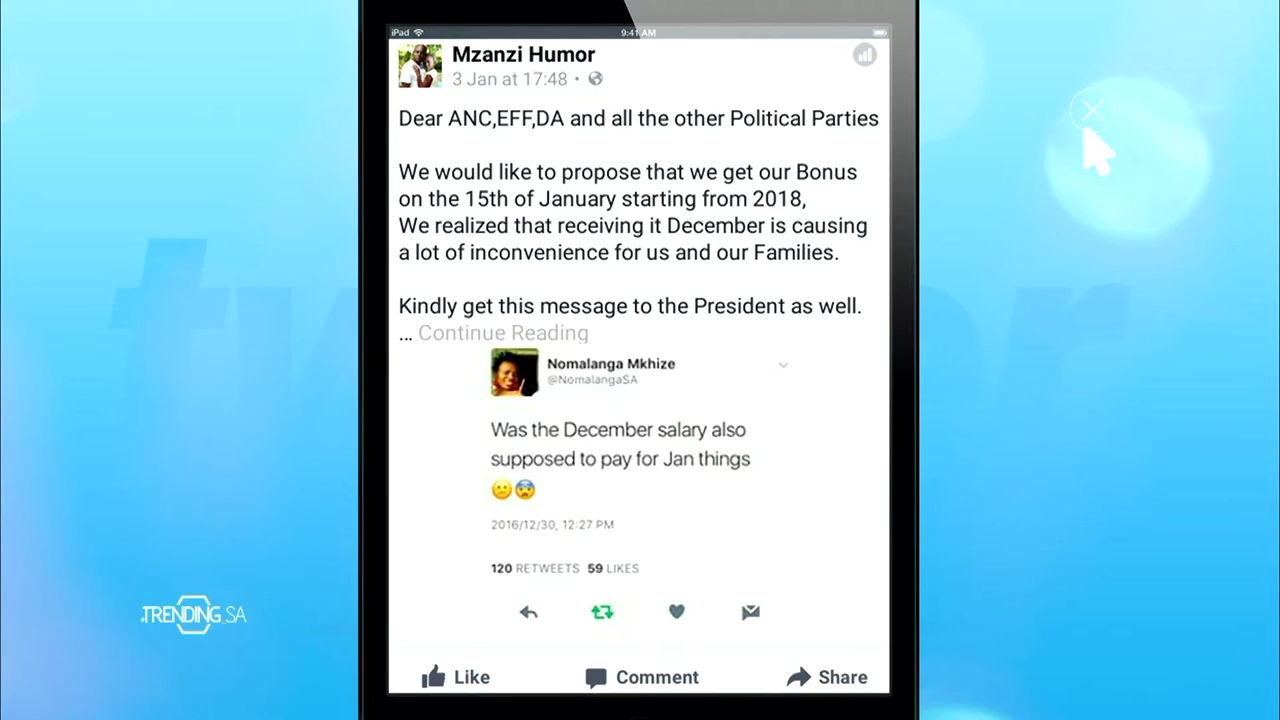 iPad 9:41 AM
Mzanzi Humor
3 Jan at 17:48 •
Dear ANC,EFF,DA and all the other Political Parties
We would like to propose that we get our Bonus
on the 15th of January starting from 2018,
We realized that receiving it December is causing
a lot of inconvenience for us and our Families.
Kindly get this message to the President as well.
... Continue Reading
Nomalanga Mkhize
@NomalangaSA
Was the December salary also
supposed to pay for Jan things
😕😨
2016/12/30, 12:27 PM
120 RETWEETS 59 LIKES
Like Comment Share
TRENDING SA